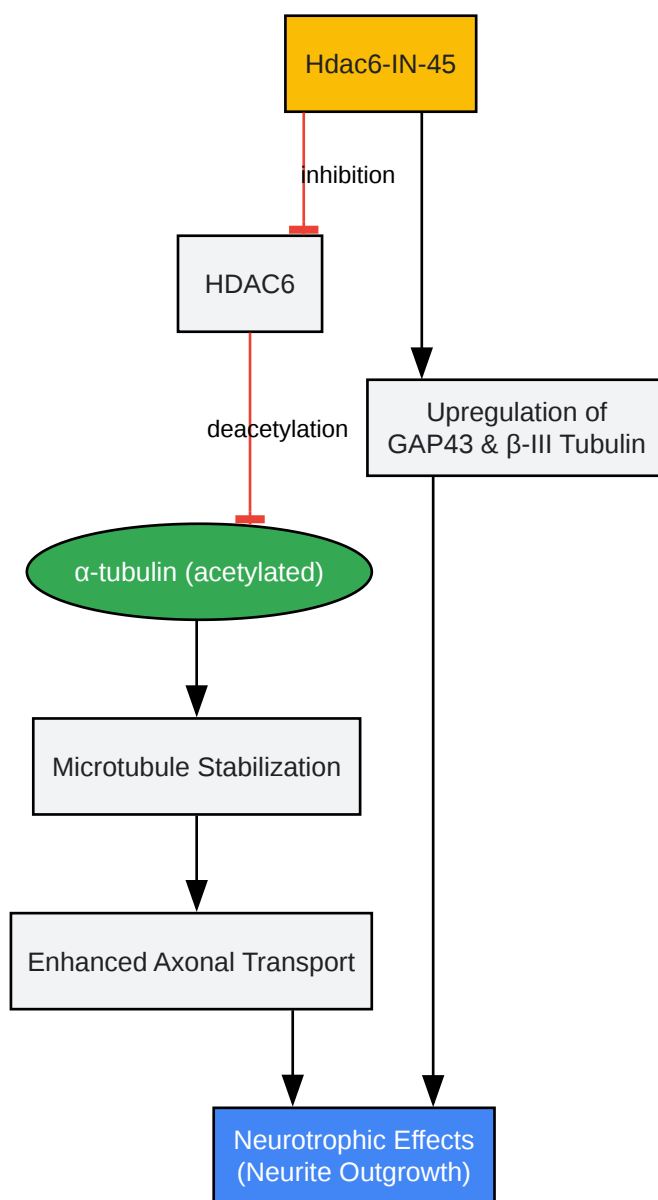 Hdac6-IN-45
inhibition
HDAC6
deacetylation
Upregulation of
GAP43 & β-III Tubulin
α-tubulin (acetylated)
Microtubule Stabilization
Enhanced Axonal Transport
Neurotrophic Effects
(Neurite Outgrowth)